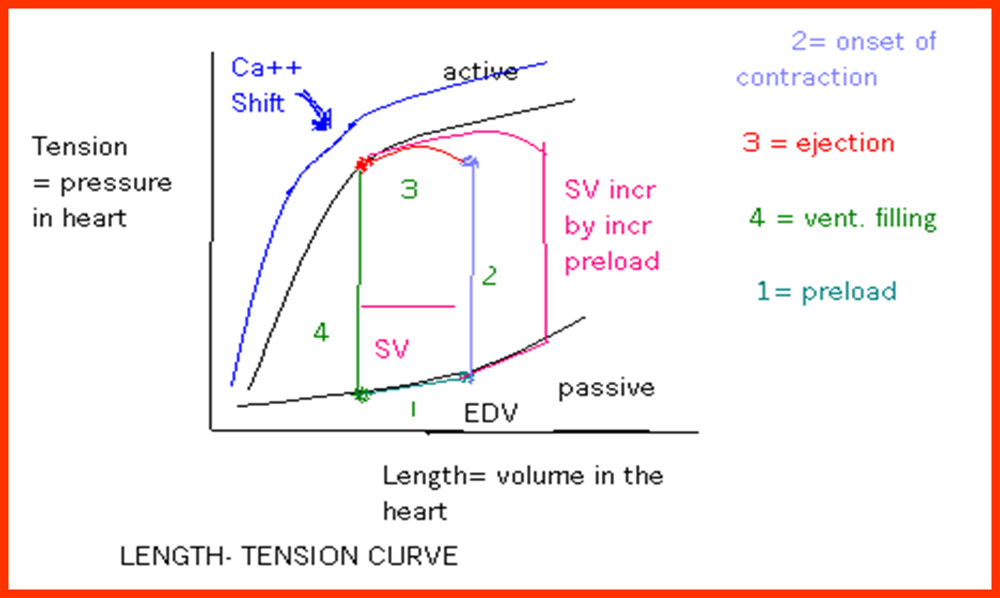 2= onset of
contraction
Ca++
Shift
active
3 = ejection
Tension
= pressure
in heart
3
SV incr
by incr
preload
4 = vent. filling
2
1= preload
4
SV
passive
1
EDV
Length= volume in the
heart
LENGTH- TENSION CURVE